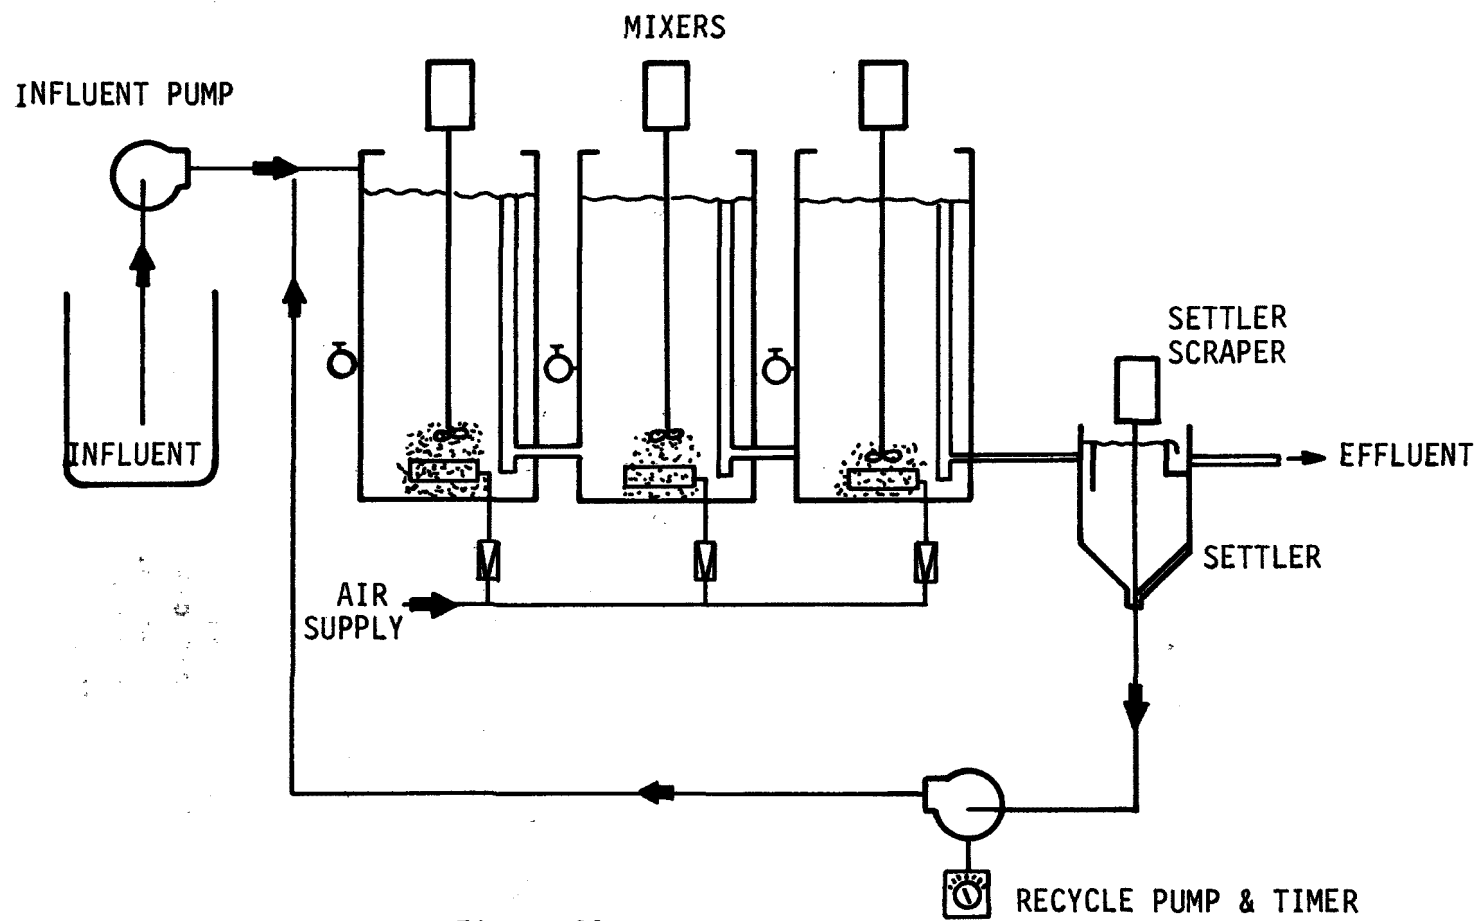 MIXERS
INFLUENT PUMP
SETTLER
SCRAPER
INFLUENT
EFFLUENT
SETTLER
AIR
SUPPLY
RECYCLE PUMP & TIMER